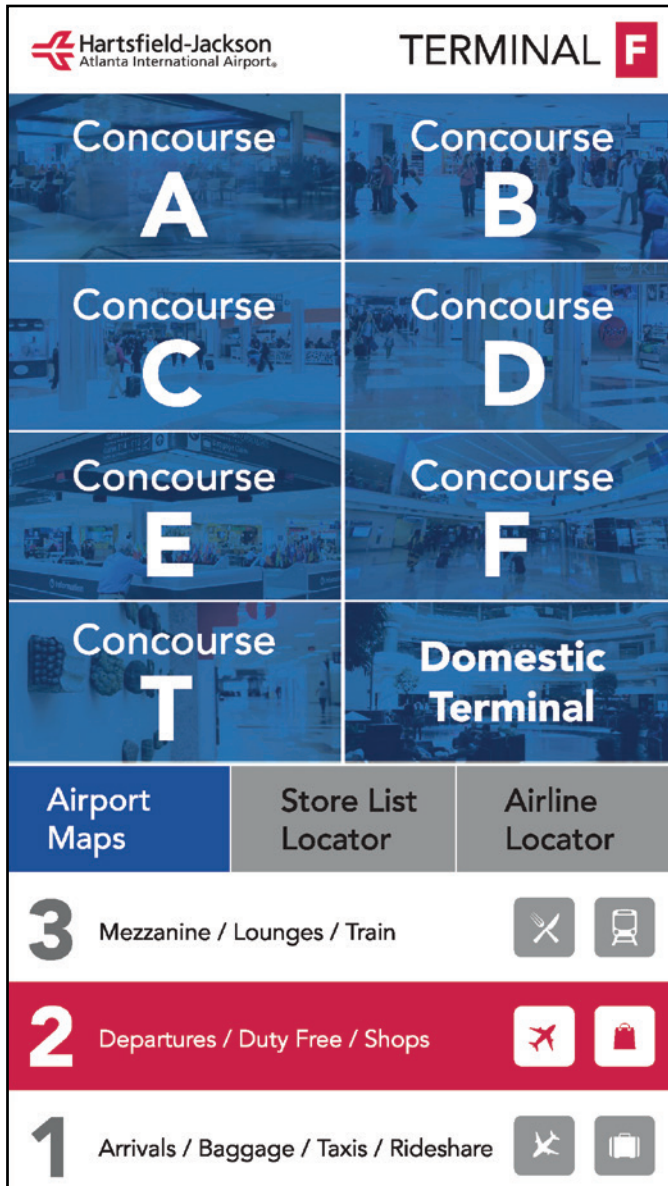 Hartsfield-Jackson
Atlanta International Airport®
TERMINAL F
Concourse
A
Concourse
B
Concourse
C
Concourse
D
Concourse
E
Concourse
F
Concourse
T
Domestic
Terminal
Airport
Maps
Store List
Locator
Airline
Locator
3 Mezzanine / Lounges / Train
2 Departures / Duty Free / Shops
1 Arrivals / Baggage / Taxis / Rideshare